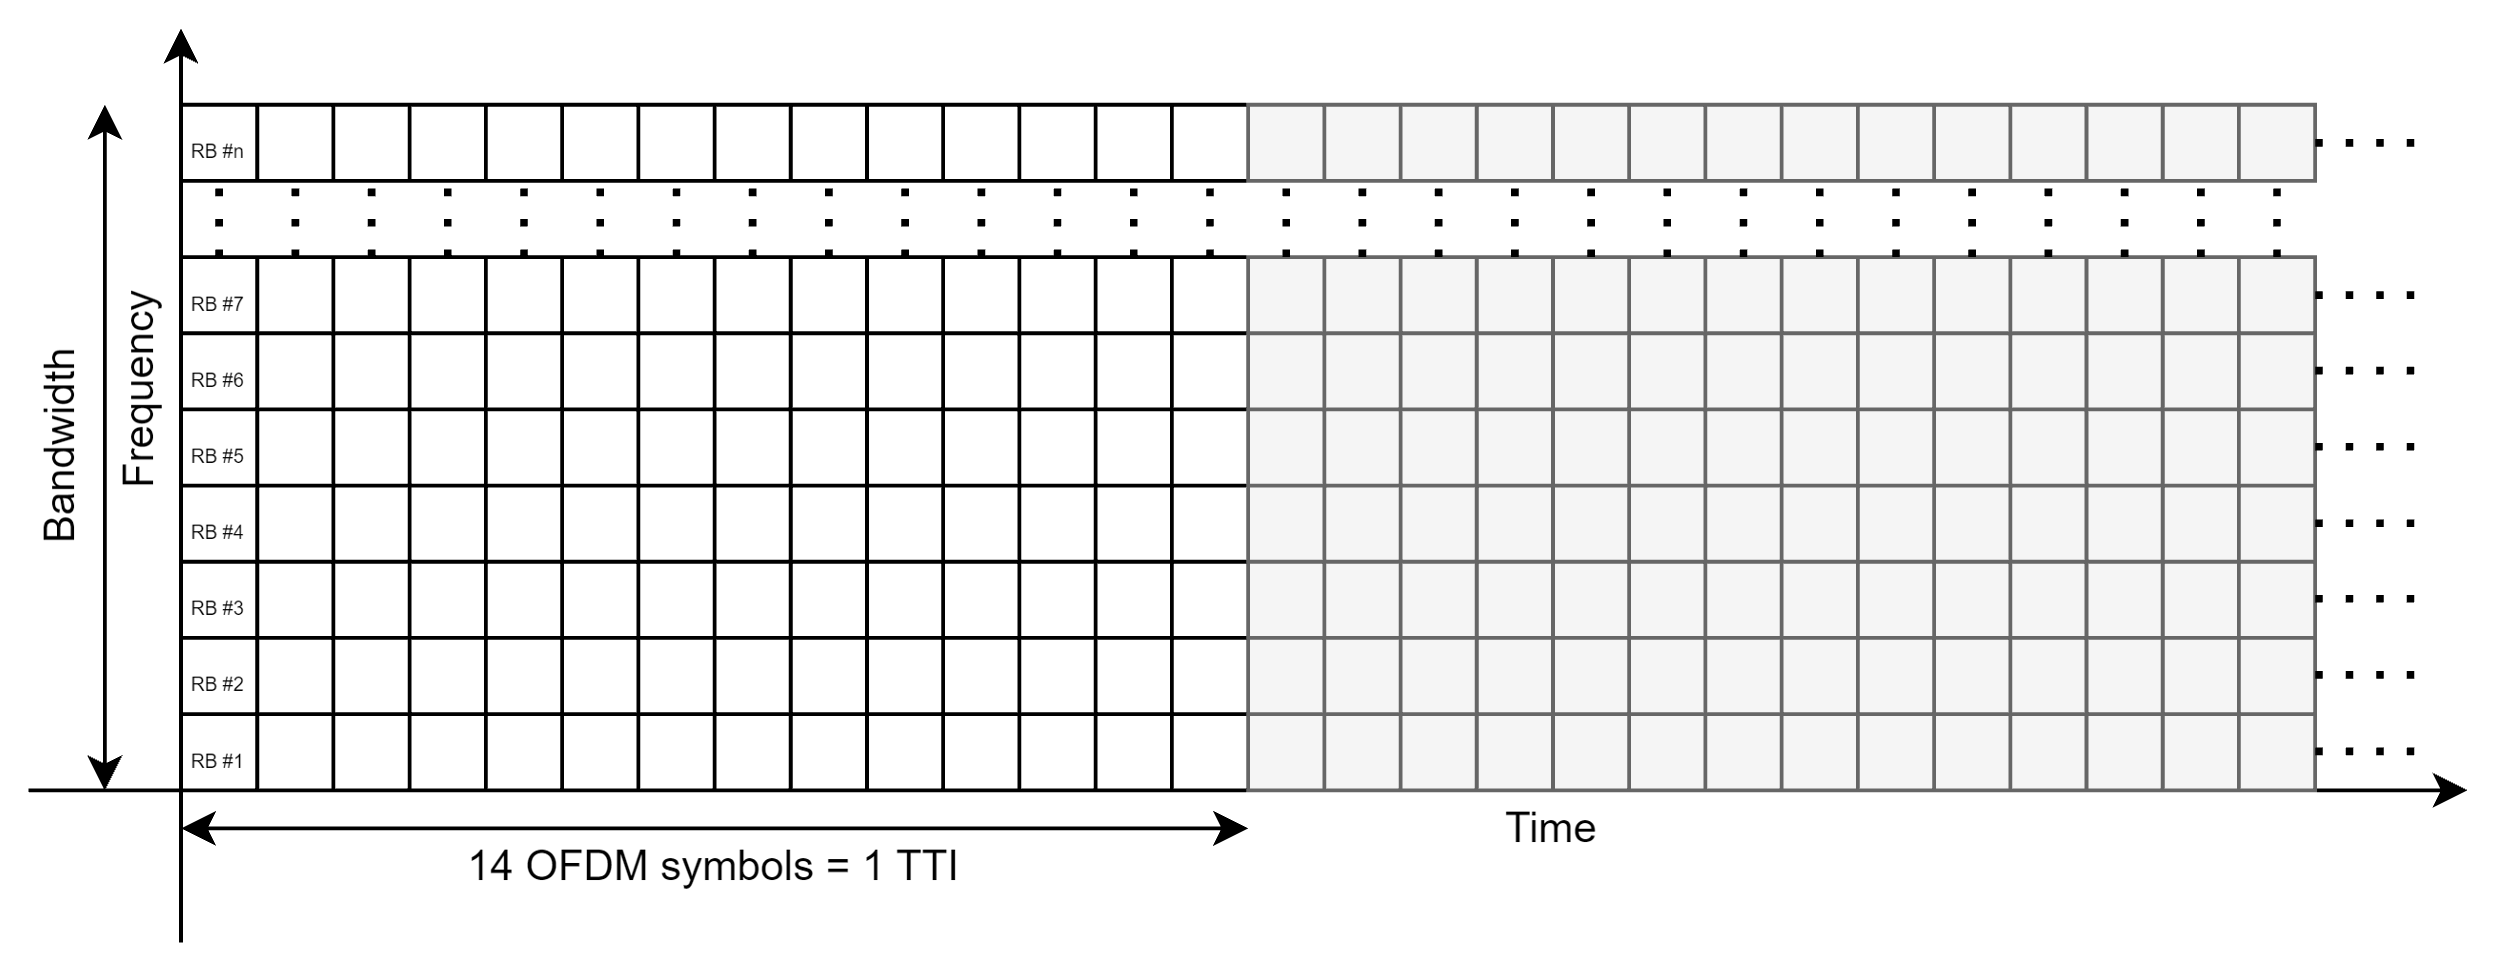 RB #n
RB #7
RB #6
RB #5
RB #4
RB #3
RB #2
RB #1
Bandwidth
Frequency
Time
14 OFDM symbols = 1 TTI